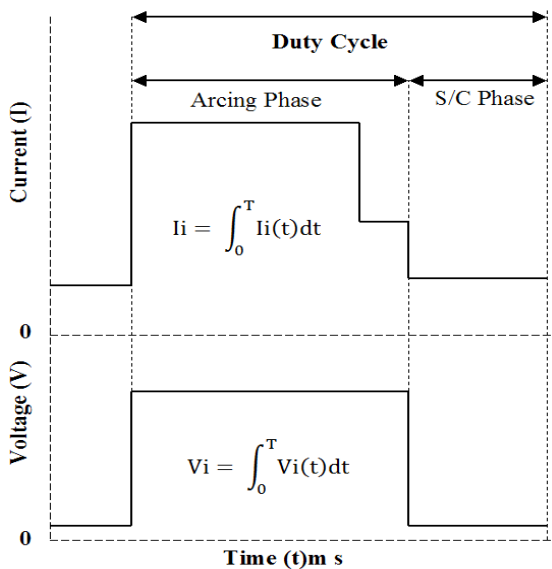 Duty Cycle
Arcing Phase
S/C Phase
Current (I)
Ii = ∫₀ᵀ Ii(t)dt
0
Voltage (V)
Vi = ∫₀ᵀ Vi(t)dt
0
Time (t)m s